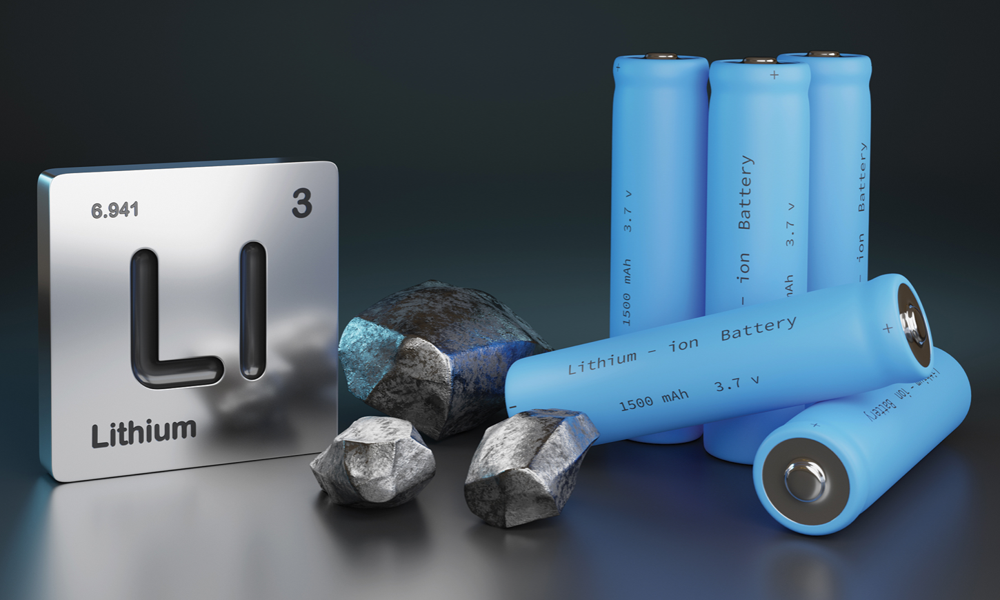 6.941
3
LI
Lithium
+
1500 mAh 3.7 v
+
- ion Battery
mAh 3.7 v
- ion Battery
Lithium - ion Battery
1500 mAh 3.7 v
+
-
+
Lithium - ion Battery